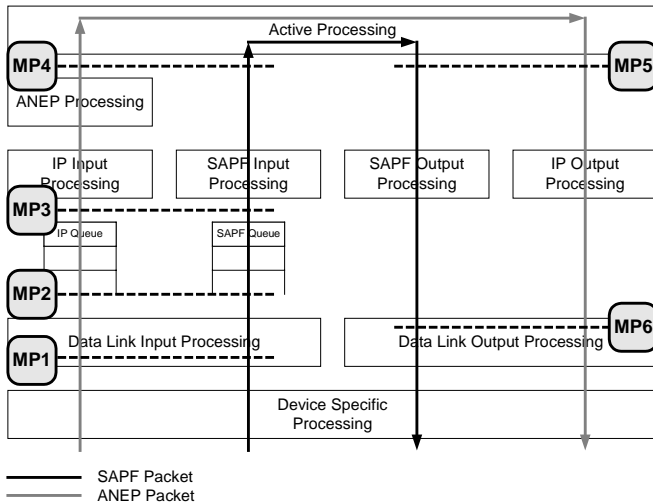 Active Processing
MP4
MP5
ANEP Processing
IP Input
Processing
SAPF Input
Processing
SAPF Output
Processing
IP Output
Processing
MP3
IP Queue
SAPF Queue
MP2
MP6
Data Link Input Processing
Data Link Output Processing
MP1
Device Specific
Processing
SAPF Packet
ANEP Packet